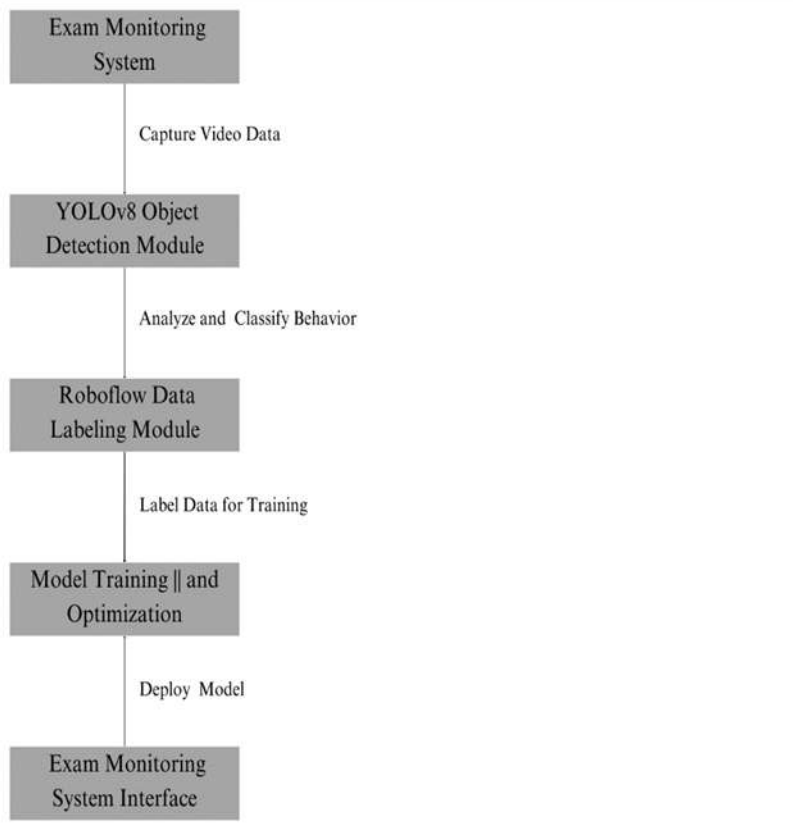 Exam Monitoring
System
Capture Video Data
YOLOv8 Object
Detection Module
Analyze and Classify Behavior
Roboflow Data
Labeling Module
Label Data for Training
Model Training || and
Optimization
Deploy Model
Exam Monitoring
System Interface